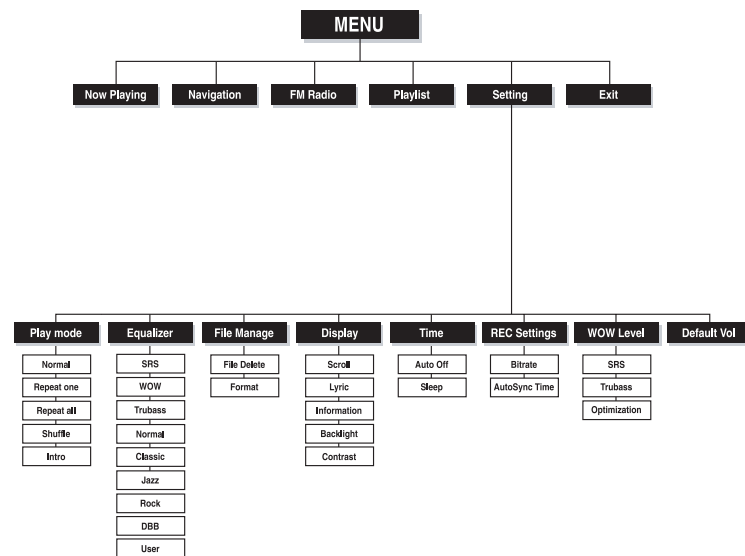 MENU
Now Playing
Navigation
FM Radio
Playlist
Setting
Exit
Play mode
Equalizer
File Manage
Display
Time
REC Settings
WOW Level
Default Vol
Normal
Repeat one
Repeat all
Shuffle
Intro
SRS
WOW
Trubass
Normal
Classic
Jazz
Rock
DBB
User
File Delete
Format
Scroll
Lyric
Information
Backlight
Contrast
Auto Off
Sleep
Bitrate
AutoSync Time
SRS
Trubass
Optimization